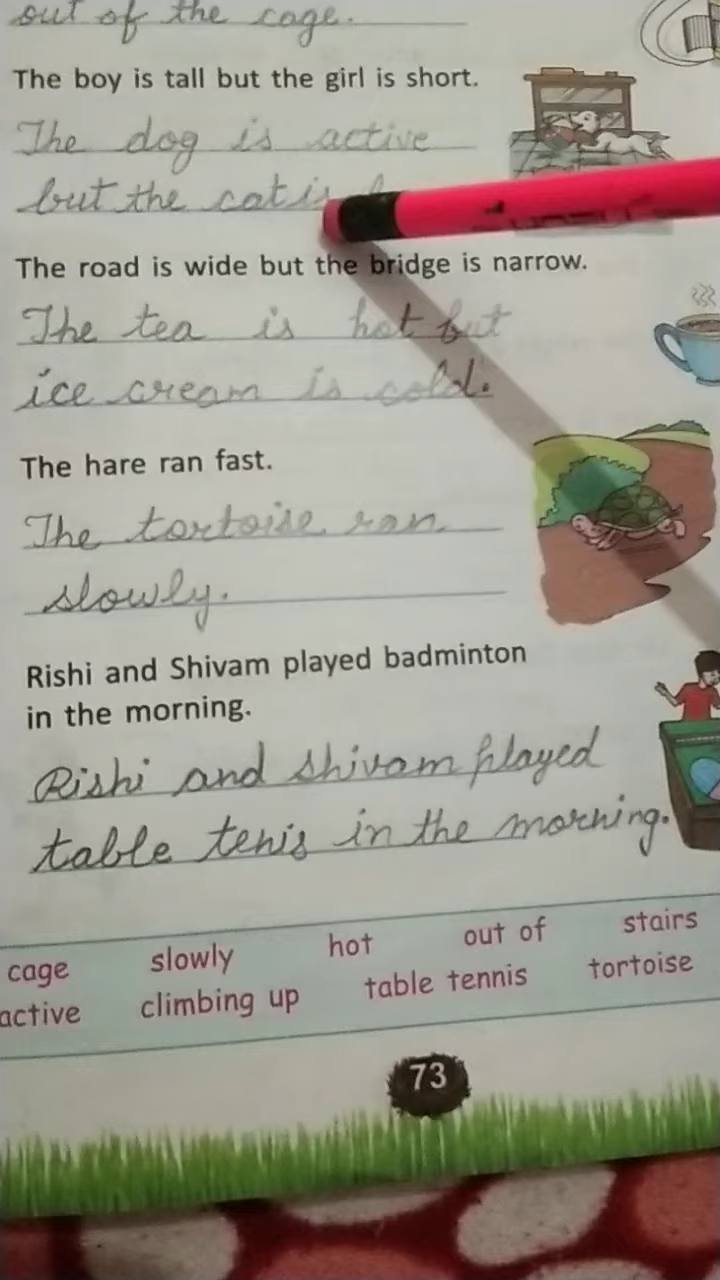 out of the cage.
The boy is tall but the girl is short.
The dog is active
but the cat is
The road is wide but the bridge is narrow.
The tea is hot but
ice cream is cold.
The hare ran fast.
The tortoise ran
slowly.
Rishi and Shivam played badminton
in the morning.
Rishi and Shivam played
table tenis in the morning.
cage slowly hot out of stairs
active climbing up table tennis tortoise
73